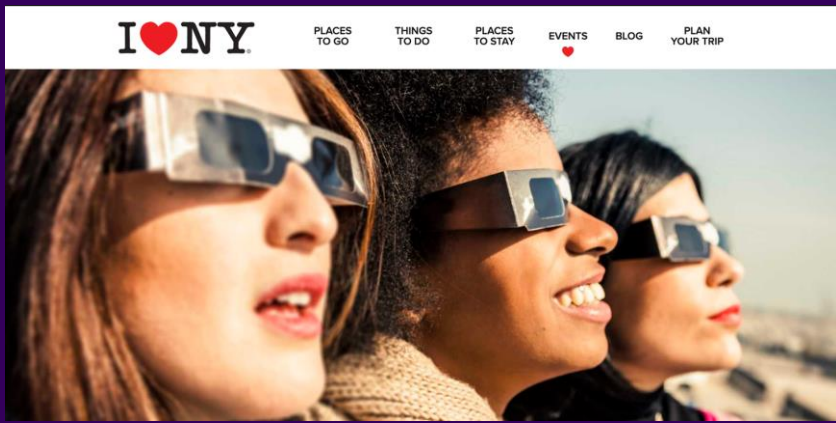 I ❤ NY®
PLACES
TO GO
THINGS
TO DO
PLACES
TO STAY
EVENTS
BLOG
PLAN
YOUR TRIP